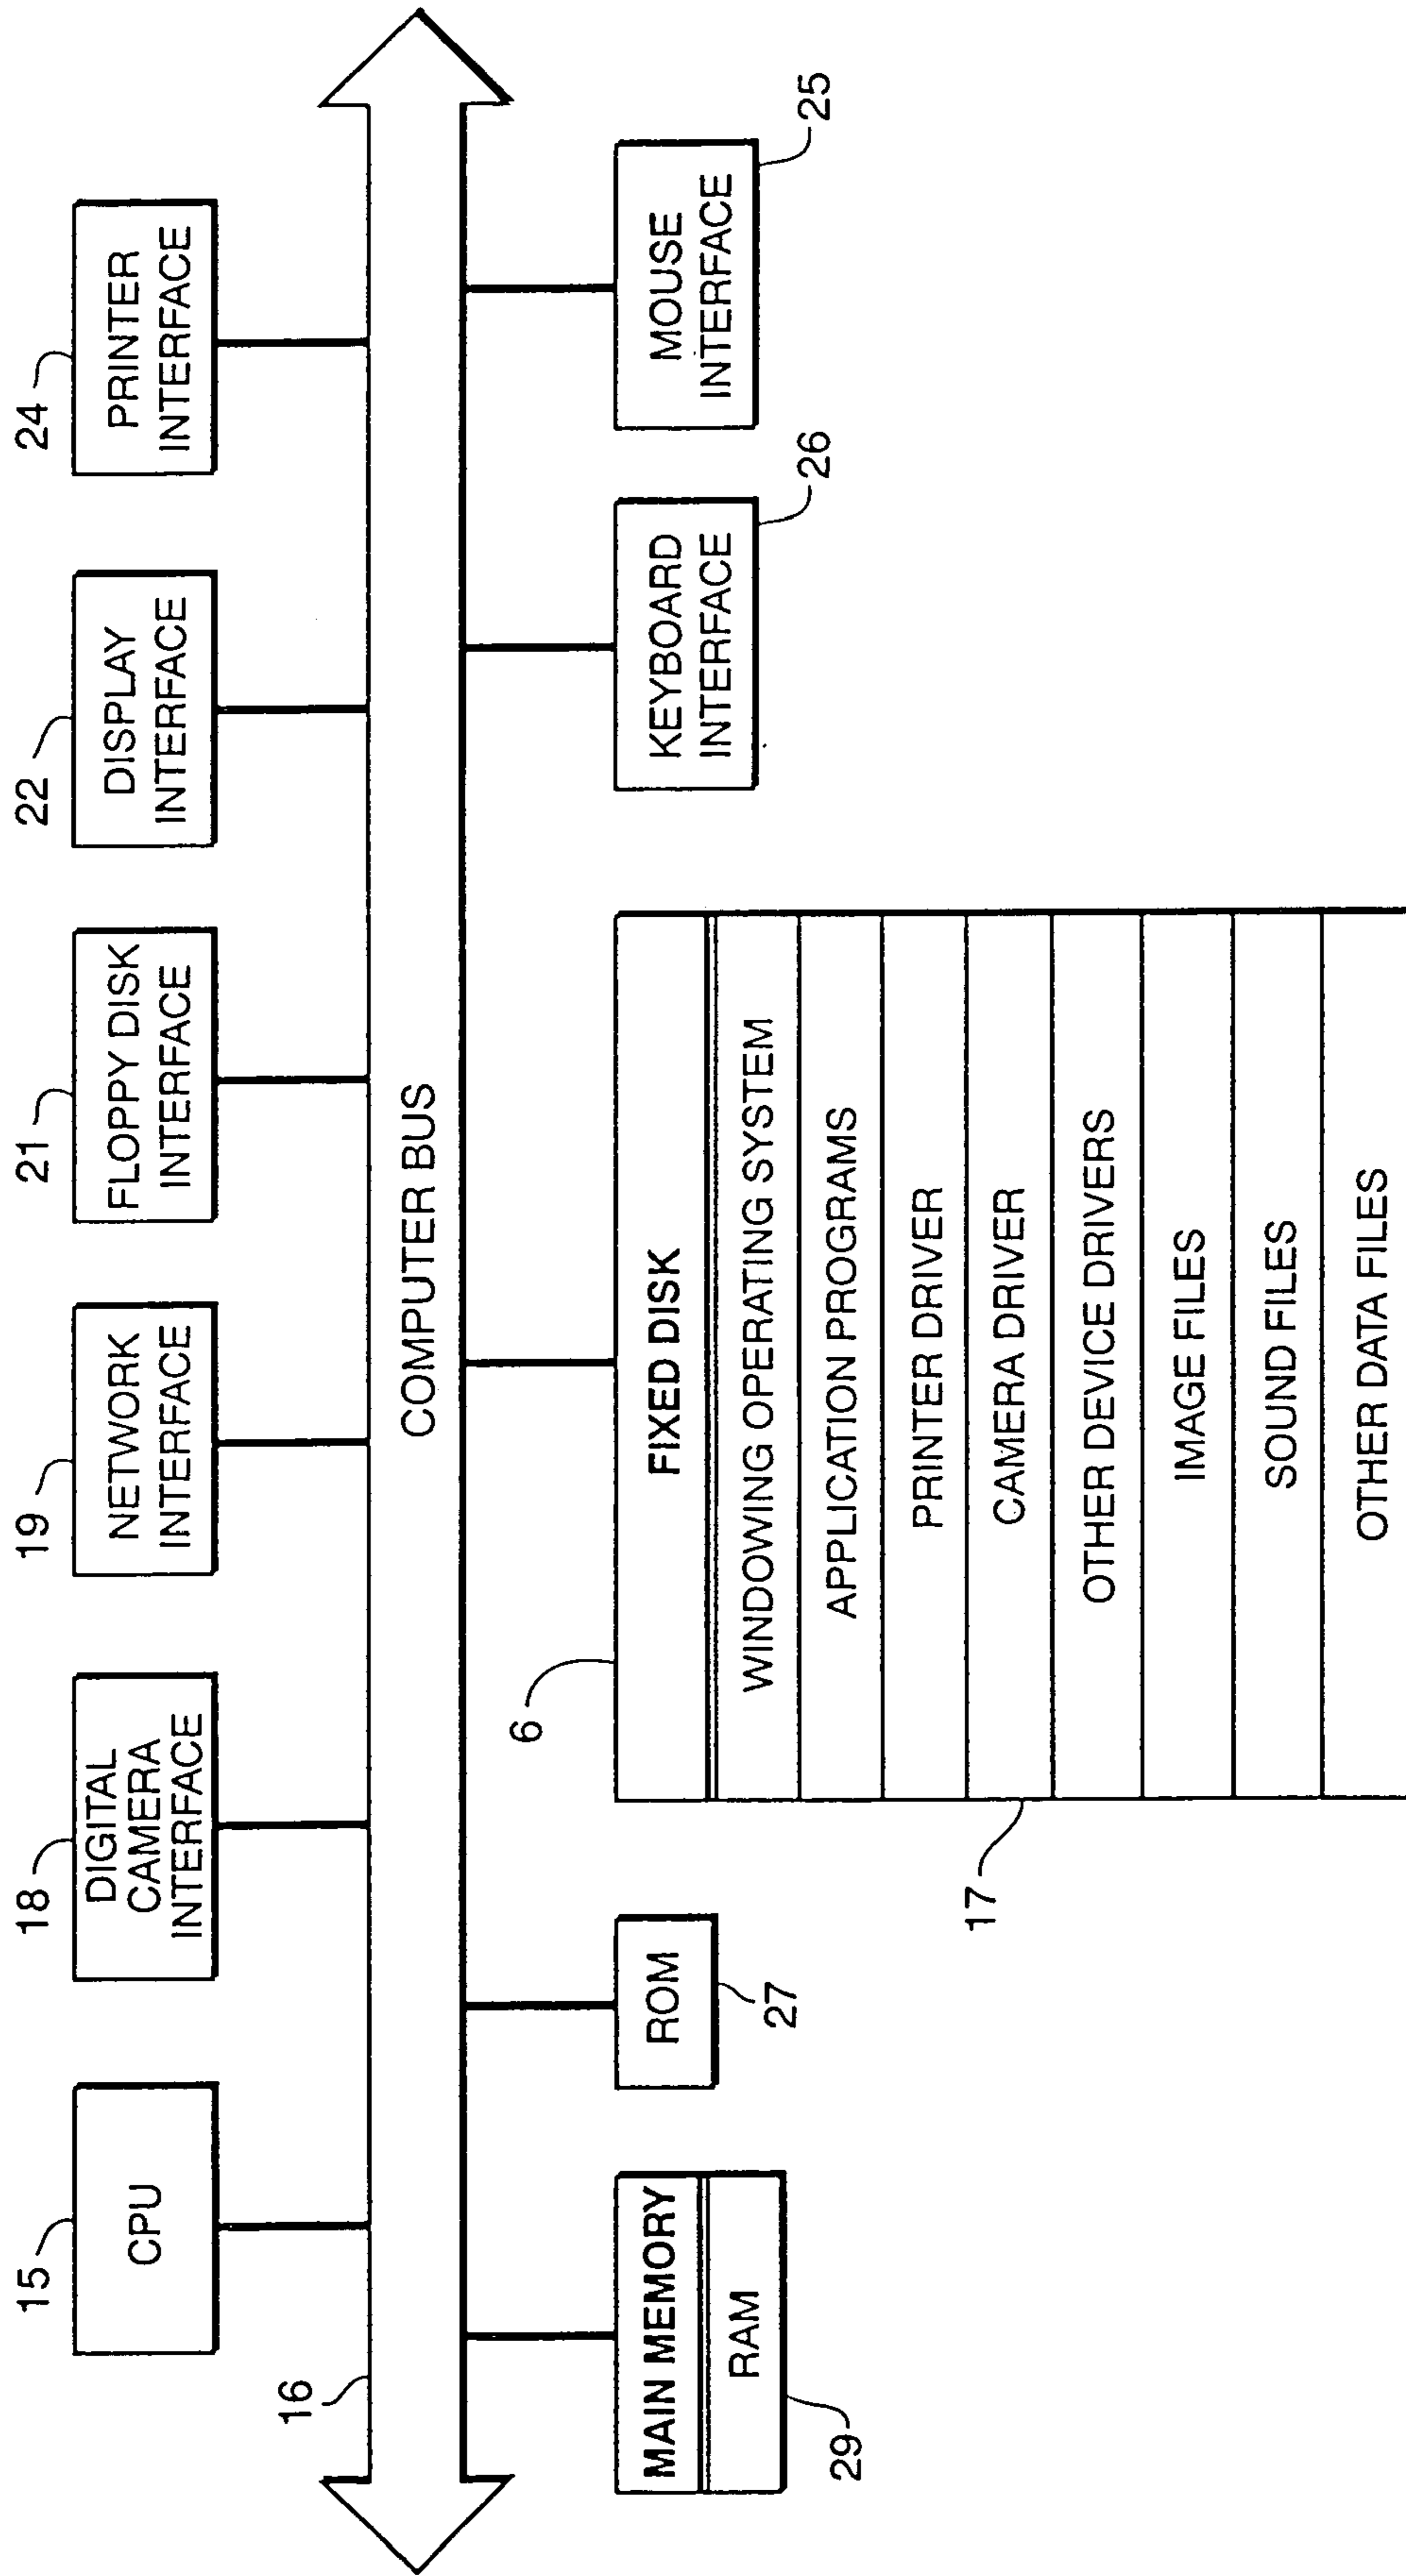 15
18
19
21
22
24
CPU
DIGITAL
CAMERA
INTERFACE
NETWORK
INTERFACE
FLOPPY DISK
INTERFACE
DISPLAY
INTERFACE
PRINTER
INTERFACE
16
COMPUTER BUS
6
MAIN MEMORY
RAM
29
ROM
27
FIXED DISK
WINDOWING OPERATING SYSTEM
APPLICATION PROGRAMS
PRINTER DRIVER
CAMERA DRIVER
OTHER DEVICE DRIVERS
IMAGE FILES
SOUND FILES
OTHER DATA FILES
17
KEYBOARD
INTERFACE
26
MOUSE
INTERFACE
25